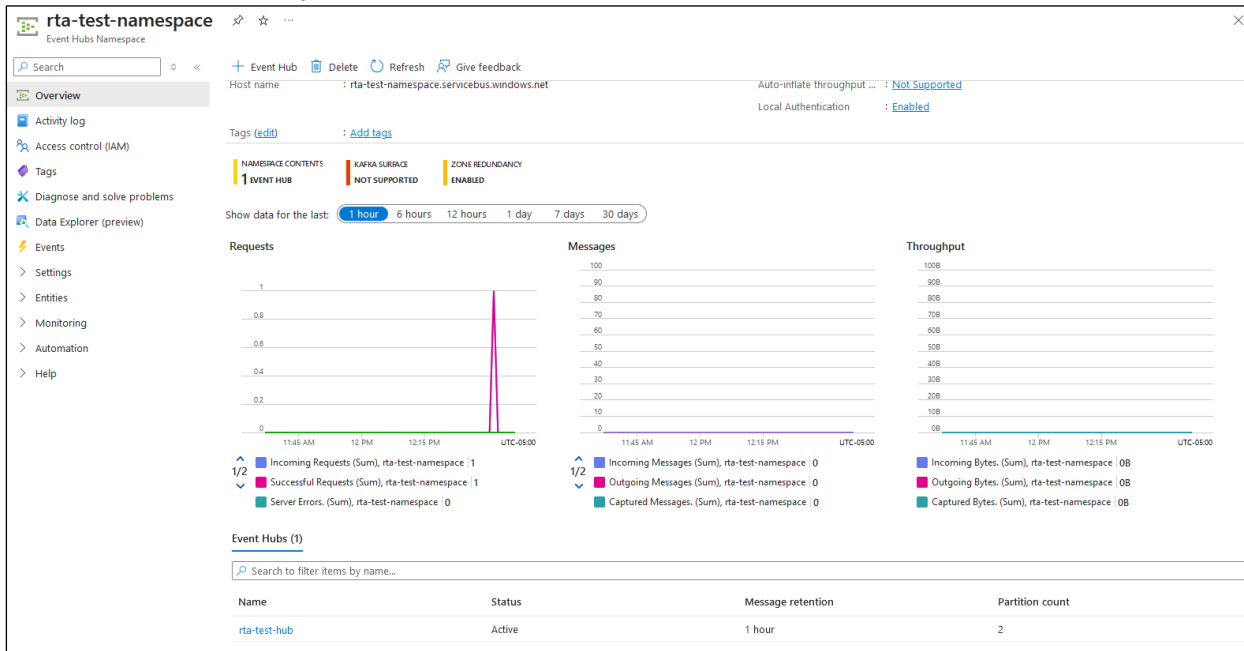 rta-test-namespace
Event Hubs Namespace
Search
+ Event Hub Delete Refresh Give feedback
Overview
Activity log
Access control (IAM)
Tags
Diagnose and solve problems
Data Explorer (preview)
Events
Settings
Entities
Monitoring
Automation
Help
Host name : rta-test-namespace.servicebus.windows.net
Auto-inflate throughput ... : Not Supported
Local Authentication : Enabled
Tags (edit) : Add tags
NAMESPACE CONTENTS
1 EVENT HUB
KAFKA SURFACE
NOT SUPPORTED
ZONE REDUNDANCY
ENABLED
Show data for the last: 1 hour 6 hours 12 hours 1 day 7 days 30 days
Requests
1
0.8
0.6
0.4
0.2
0
11:45 AM 12 PM 12:15 PM UTC-05:00
1/2
Incoming Requests (Sum), rta-test-namespace | 1
Successful Requests (Sum), rta-test-namespace | 1
Server Errors. (Sum), rta-test-namespace | 0
Messages
100
90
80
70
60
50
40
30
20
10
0
11:45 AM 12 PM 12:15 PM UTC-05:00
1/2
Incoming Messages (Sum), rta-test-namespace | 0
Outgoing Messages (Sum), rta-test-namespace | 0
Captured Messages. (Sum), rta-test-namespace | 0
Throughput
100B
90B
80B
70B
60B
50B
40B
30B
20B
10B
0B
11:45 AM 12 PM 12:15 PM UTC-05:00
Incoming Bytes. (Sum), rta-test-namespace | 0B
Outgoing Bytes. (Sum), rta-test-namespace | 0B
Captured Bytes. (Sum), rta-test-namespace | 0B
Event Hubs (1)
Search to filter items by name...
Name Status Message retention Partition count
rta-test-hub Active 1 hour 2